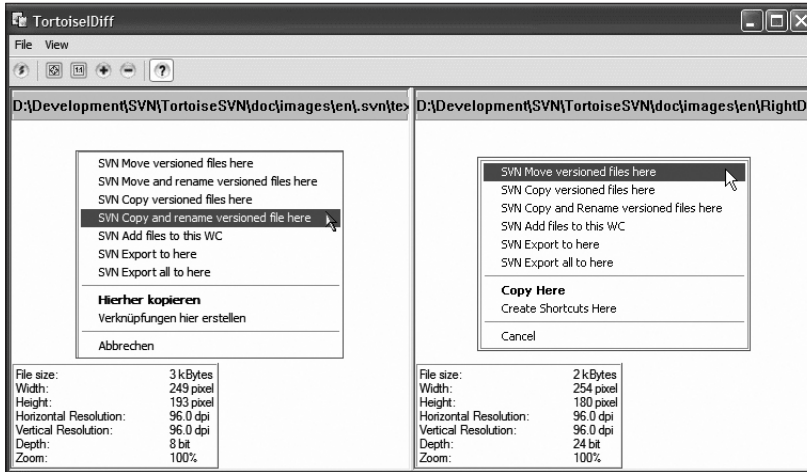 TortoiseIDiff
File View
1:1
?
D:\Development\SVN\TortoiseSVN\doc\images\en\.svn\tex
SVN Move versioned files here
SVN Move and rename versioned files here
SVN Copy versioned files here
SVN Copy and rename versioned file here
SVN Add files to this WC
SVN Export to here
SVN Export all to here
Hierher kopieren
Verknüpfungen hier erstellen
Abbrechen
File size: 3 kBytes
Width: 249 pixel
Height: 193 pixel
Horizontal Resolution: 96.0 dpi
Vertical Resolution: 96.0 dpi
Depth: 8 bit
Zoom: 100%
D:\Development\SVN\TortoiseSVN\doc\images\en\RightD
SVN Move versioned files here
SVN Copy versioned files here
SVN Copy and Rename versioned files here
SVN Add files to this WC
SVN Export to here
SVN Export all to here
Copy Here
Create Shortcuts Here
Cancel
File size: 2 kBytes
Width: 254 pixel
Height: 180 pixel
Horizontal Resolution: 96.0 dpi
Vertical Resolution: 96.0 dpi
Depth: 24 bit
Zoom: 100%